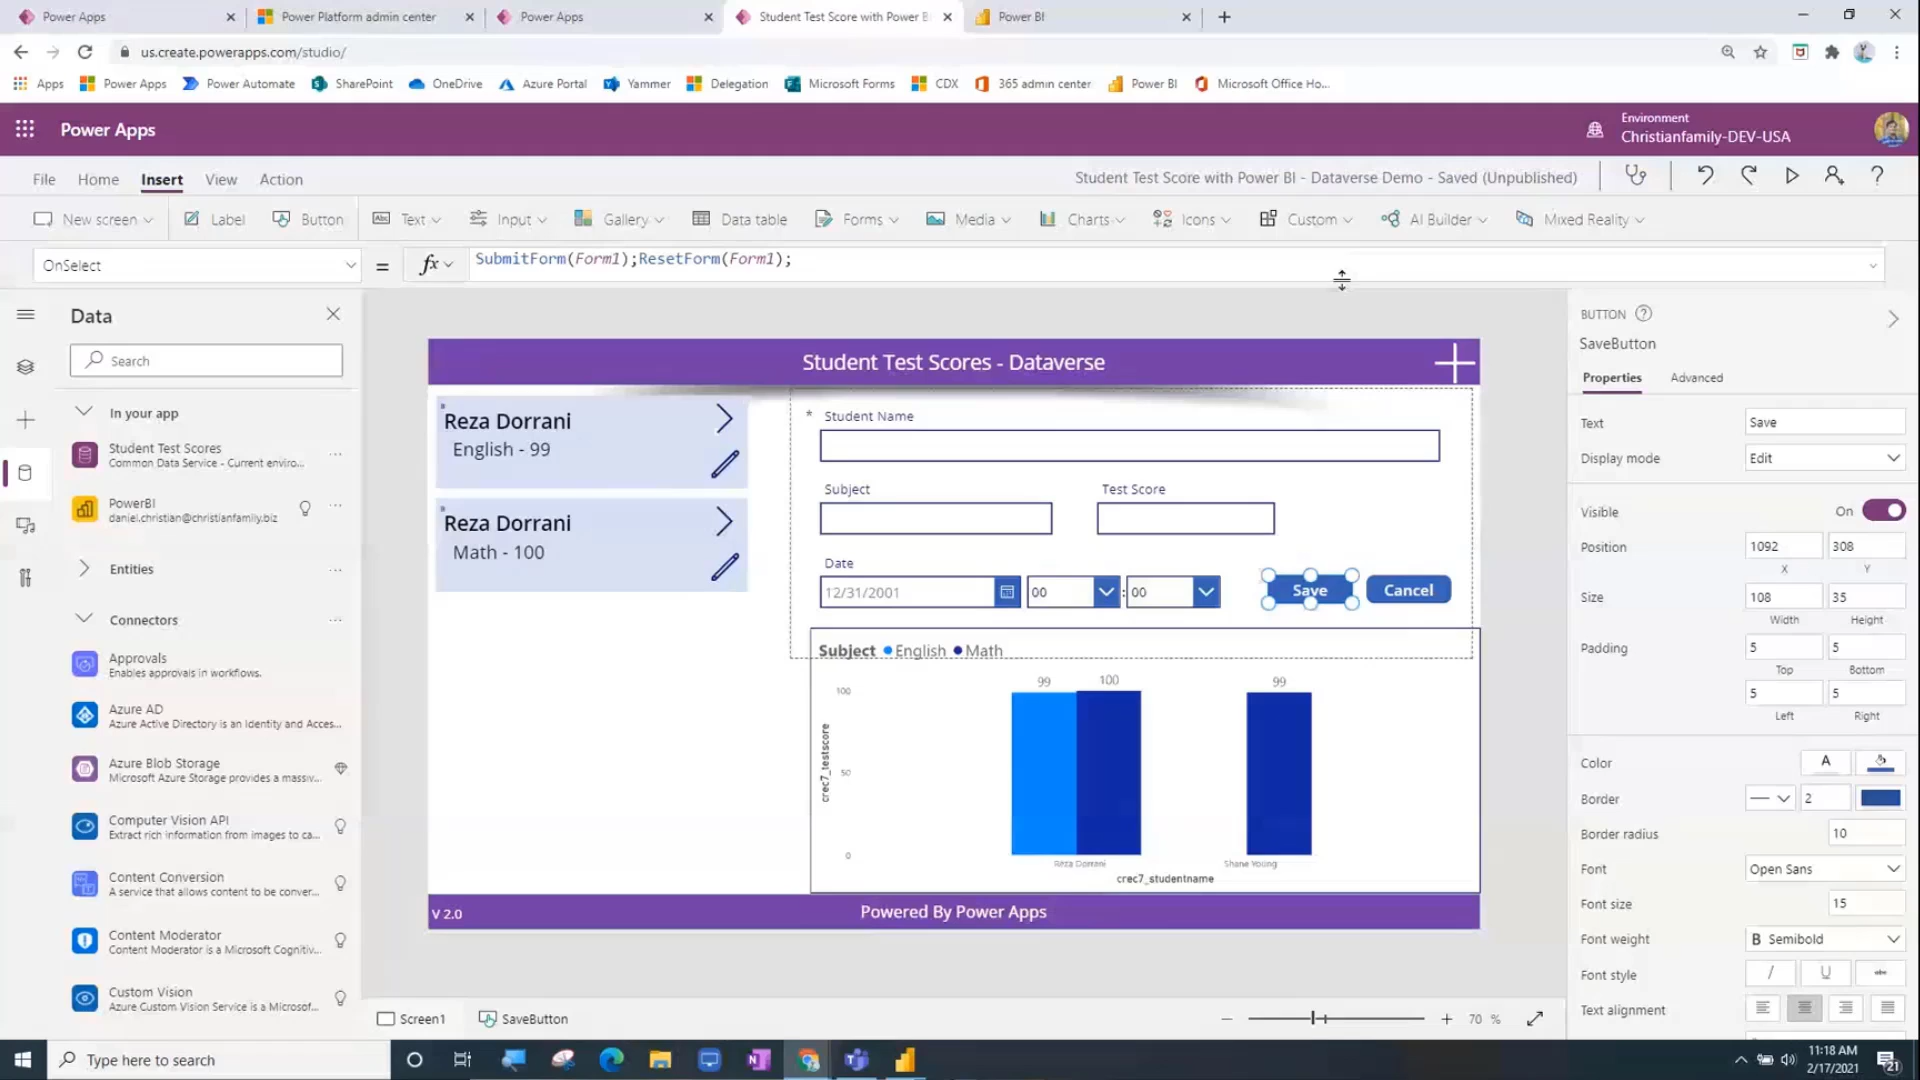 Power Apps
Power Platform admin center
Power Apps
Student Test Score with Power B
Power BI
us.create.powerapps.com/studio/
Apps
Power Apps
Power Automate
SharePoint
OneDrive
Azure Portal
Yammer
Delegation
Microsoft Forms
CDX
365 admin center
Power BI
Microsoft Office Ho...
Power Apps
Environment
Christianfamily-DEV-USA
File
Home
Insert
View
Action
Student Test Score with Power BI - Dataverse Demo - Saved (Unpublished)
New screen
Label
Button
Text
Input
Gallery
Data table
Forms
Media
Charts
Icons
Custom
AI Builder
Mixed Reality
OnSelect
=
fx
SubmitForm(Form1);ResetForm(Form1);
Data
Search
In your app
Student Test Scores
Common Data Service - Current enviro...
PowerBI
daniel.christian@christianfamliy.biz
Entities
Connectors
Approvals
Enables approvals in workflows.
Azure AD
Azure Active Directory is an Identity and Acces...
Azure Blob Storage
Microsoft Azure Storage provides a massiv...
Computer Vision API
Extract rich information from images to ca...
Content Conversion
A service that allows content to be conver...
Content Moderator
Content Moderator is a Microsoft Cognitiv...
Custom Vision
Azure Custom Vision Service is a Microsof...
Student Test Scores - Dataverse
Reza Dorrani
English - 99
Reza Dorrani
Math - 100
* Student Name
Subject
Test Score
Date
12/31/2001
00
:
00
Save
Cancel
Subject English Math
99
100
99
100
50
0
crec7_testscore
Reza Dorrani
Shane Young
crec7_studentname
V 2.0
Powered By Power Apps
BUTTON
SaveButton
Properties
Advanced
Text
Save
Display mode
Edit
Visible
On
Position
1092
308
X
Y
Size
108
35
Width
Height
Padding
5
5
Top
Bottom
5
5
Left
Right
Color
A
Border
2
Border radius
10
Font
Open Sans
Font size
15
Font weight
B Semibold
Font style
/
U
abc
Text alignment
Screen1
SaveButton
70 %
Type here to search
11:18 AM
2/17/2021
21